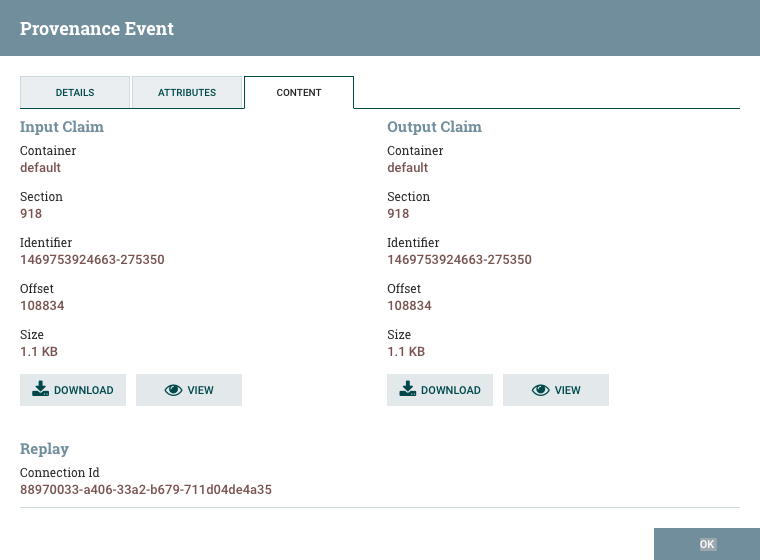 Provenance Event
DETAILS
ATTRIBUTES
CONTENT
Input Claim
Container
default
Section
918
Identifier
1469753924663-275350
Offset
108834
Size
1.1 KB
DOWNLOAD
VIEW
Output Claim
Container
default
Section
918
Identifier
1469753924663-275350
Offset
108834
Size
1.1 KB
DOWNLOAD
VIEW
Replay
Connection Id
88970033-a406-33a2-b679-711d04de4a35
OK